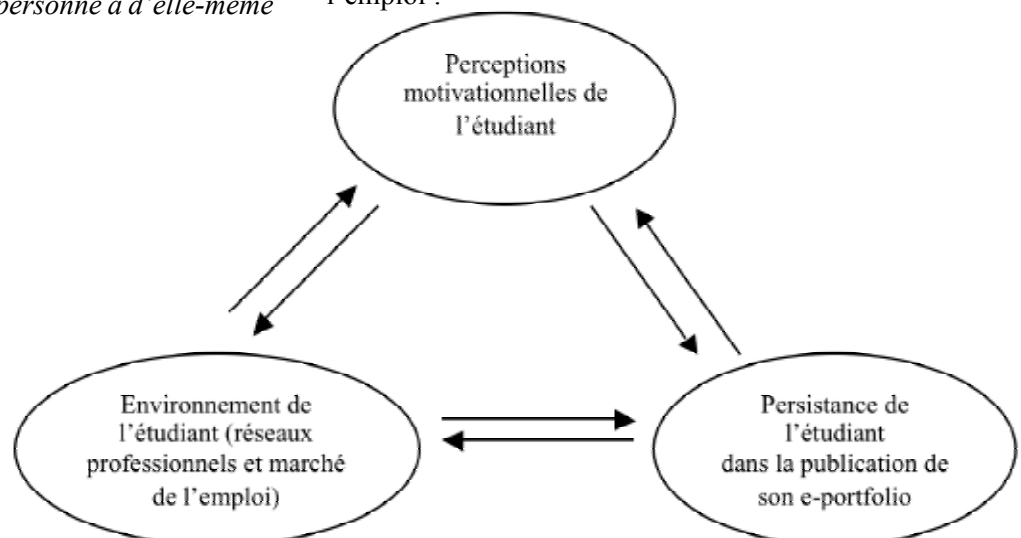 personne a d'elle-même
l'emploi :
Perceptions
motivationnelles de
l'étudiant
Environnement de
l'étudiant (réseaux
professionnels et marché
de l'emploi)
Persistance de
l'étudiant
dans la publication de
son e-portfolio